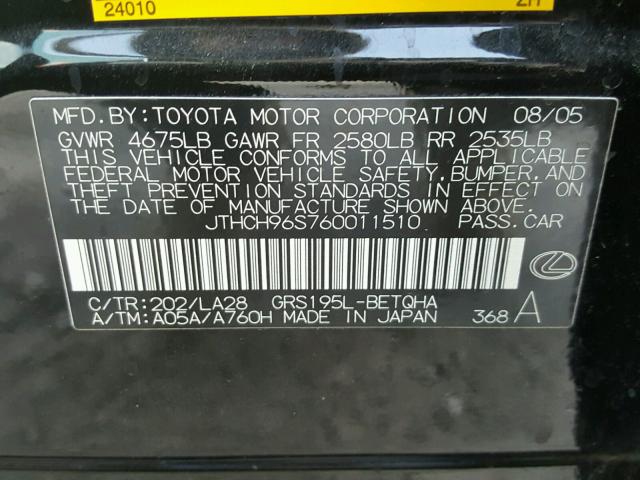 24010 ZH
MFD.BY:TOYOTA MOTOR CORPORATION 08/05
GVWR 4675LB GAWR FR 2580LB RR 2535LB
THIS VEHICLE CONFORMS TO ALL APPLICABLE
FEDERAL MOTOR VEHICLE SAFETY,BUMPER,AND
THEFT PREVENTION STANDARDS IN EFFECT ON
THE DATE OF MANUFACTURE SHOWN ABOVE.
JTHCH96S760011510 PASS.CAR
C/TR:202/LA28 GRS195L-BETQHA
A/TM:A05A/A760H MADE IN JAPAN 368 A